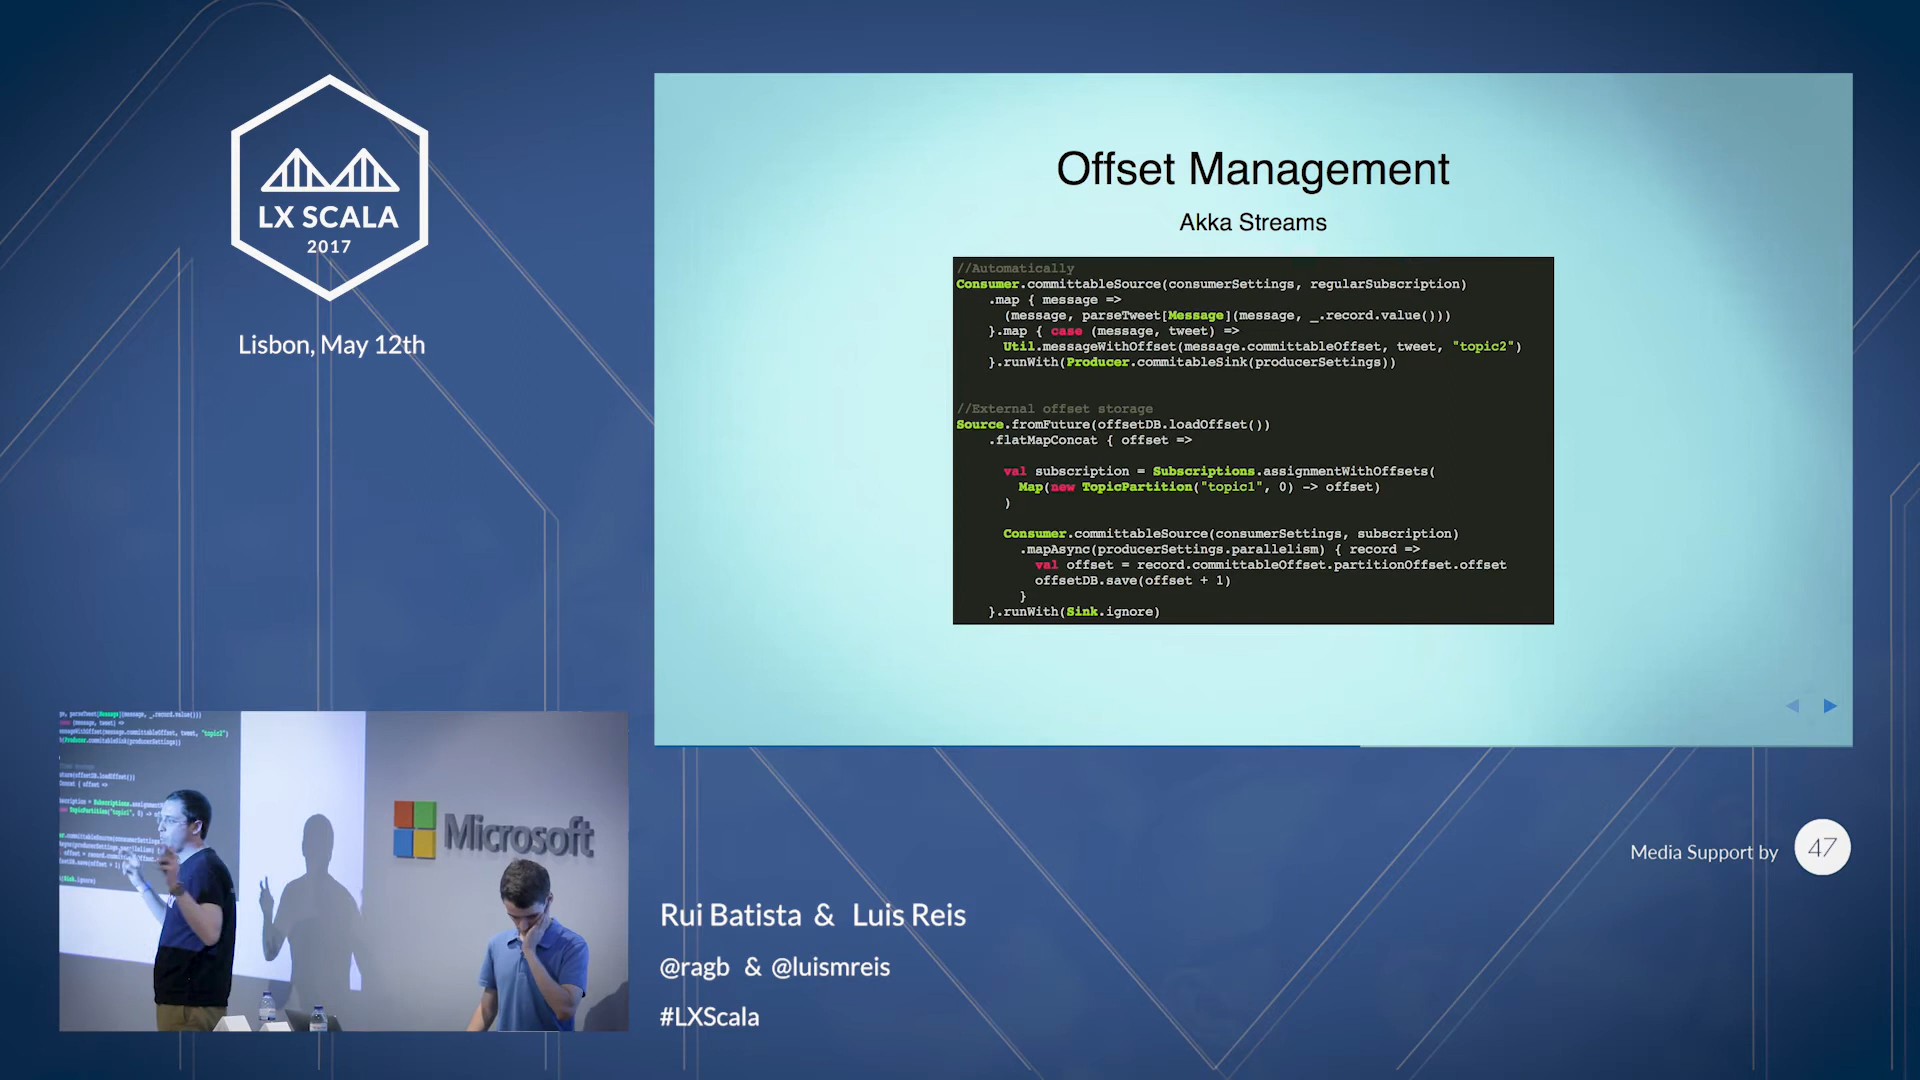 LX SCALA
2017
Lisbon, May 12th
Offset Management
Akka Streams
//Automatically
Consumer.committableSource(consumerSettings, regularSubscription)
    .map { message =>
      (message, parseTweet[Message](message, _.record.value()))
    }.map { case (message, tweet) =>
      Util.messageWithOffset(message.committableOffset, tweet, "topic2")
    }.runWith(Producer.commitableSink(producerSettings))
//External offset storage
Source.fromFuture(offsetDB.loadOffset())
    .flatMapConcat { offset =>
      val subscription = Subscriptions.assignmentWithOffsets(
        Map(new TopicPartition("topic1", 0) -> offset)
      )
      Consumer.committableSource(consumerSettings, subscription)
        .mapAsync(producerSettings.parallelism) { record =>
          val offset = record.committableOffset.partitionOffset.offset
          offsetDB.save(offset + 1)
        }
    }.runWith(Sink.ignore)
Microsoft
Rui Batista & Luis Reis
@ragb & @luismreis
#LXScala
Media Support by
47